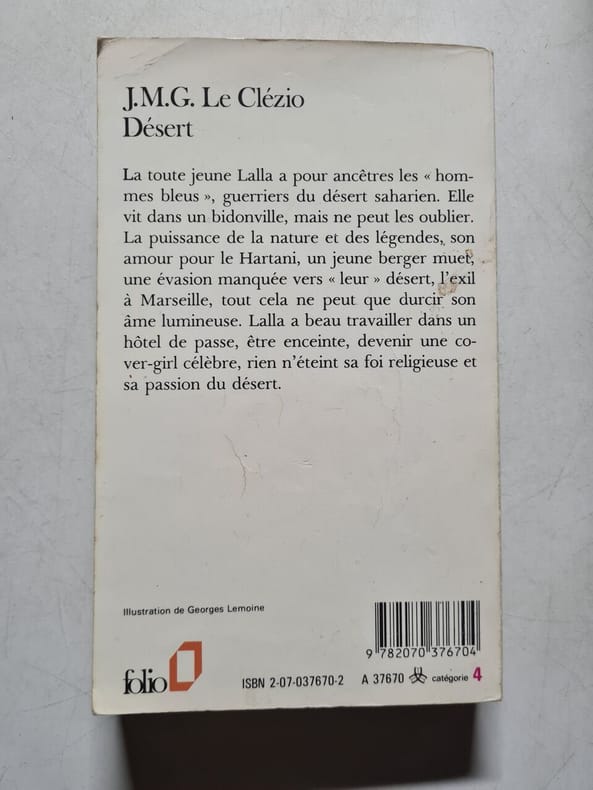 J.M.G. Le Clézio
Désert
La toute jeune Lalla a pour ancêtres les « hom-
mes bleus », guerriers du désert saharien. Elle
vit dans un bidonville, mais ne peut les oublier.
La puissance de la nature et des légendes, son
amour pour le Hartani, un jeune berger muet,
une évasion manquée vers « leur » désert, l'exil
à Marseille, tout cela ne peut que durcir son
âme lumineuse. Lalla a beau travailler dans un
hôtel de passe, être enceinte, devenir une co-
ver-girl célèbre, rien n'éteint sa foi religieuse et
sa passion du désert.
Illustration de Georges Lemoine
9 782070 376704
folio
ISBN 2-07-037670-2 A 37670 catégorie 4